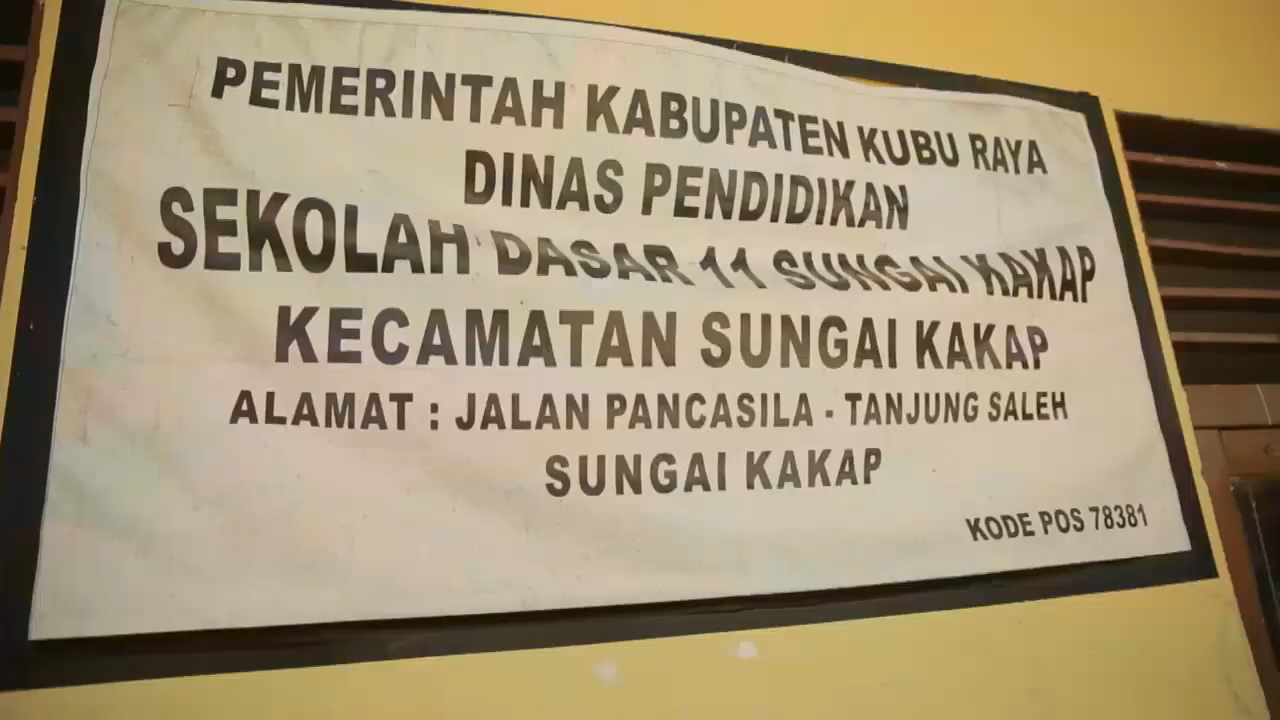 PEMERINTAH KABUPATEN KUBU RAYA
DINAS PENDIDIKAN
SEKOLAH DASAR 11 SUNGAI KAKAP
KECAMATAN SUNGAI KAKAP
ALAMAT : JALAN PANCASILA - TANJUNG SALEH
SUNGAI KAKAP
KODE POS 78381